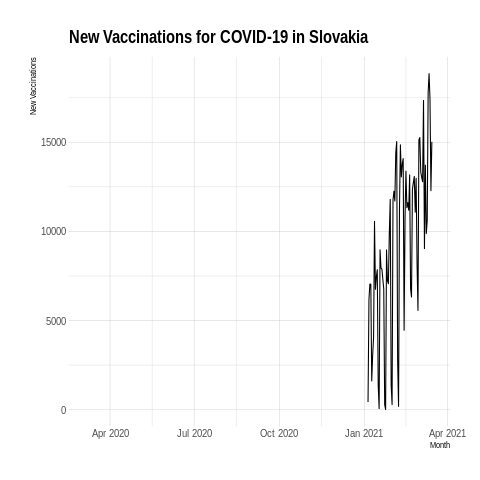 New Vaccinations for COVID-19 in Slovakia
New Vaccinations
15000
10000
5000
0
Apr 2020
Jul 2020
Oct 2020
Jan 2021
Apr 2021
Month